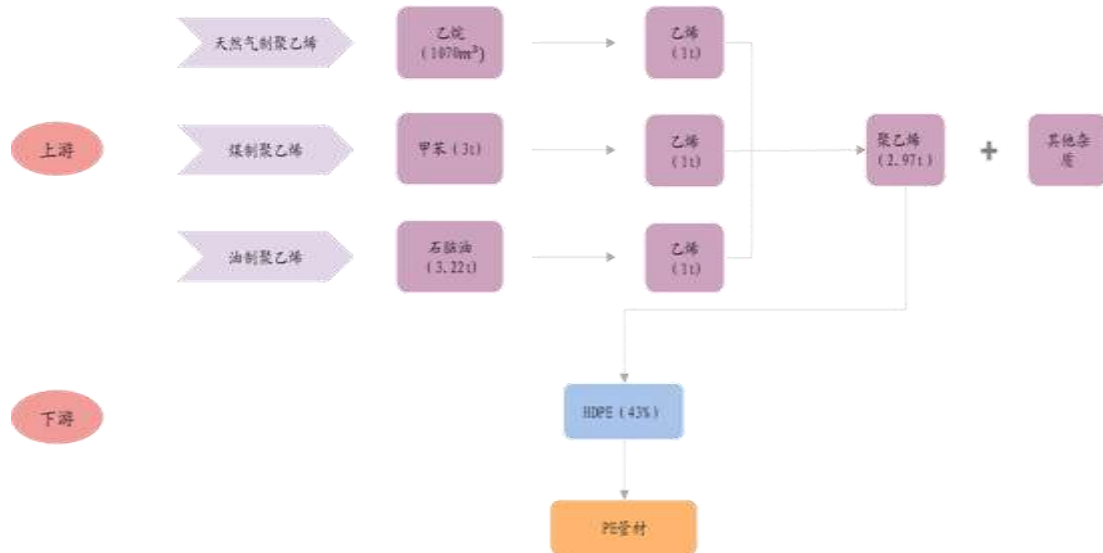 天然气制聚乙烯
乙烷
(1070m³)
乙烯
(1t)
上游
煤制聚乙烯
甲苯(3t)
乙烯
(1t)
聚乙烯
(2.97t)
+
其他杂
质
油制聚乙烯
石脑油
(3.22t)
乙烯
(1t)
下游
HDPE(43%)
PE管材